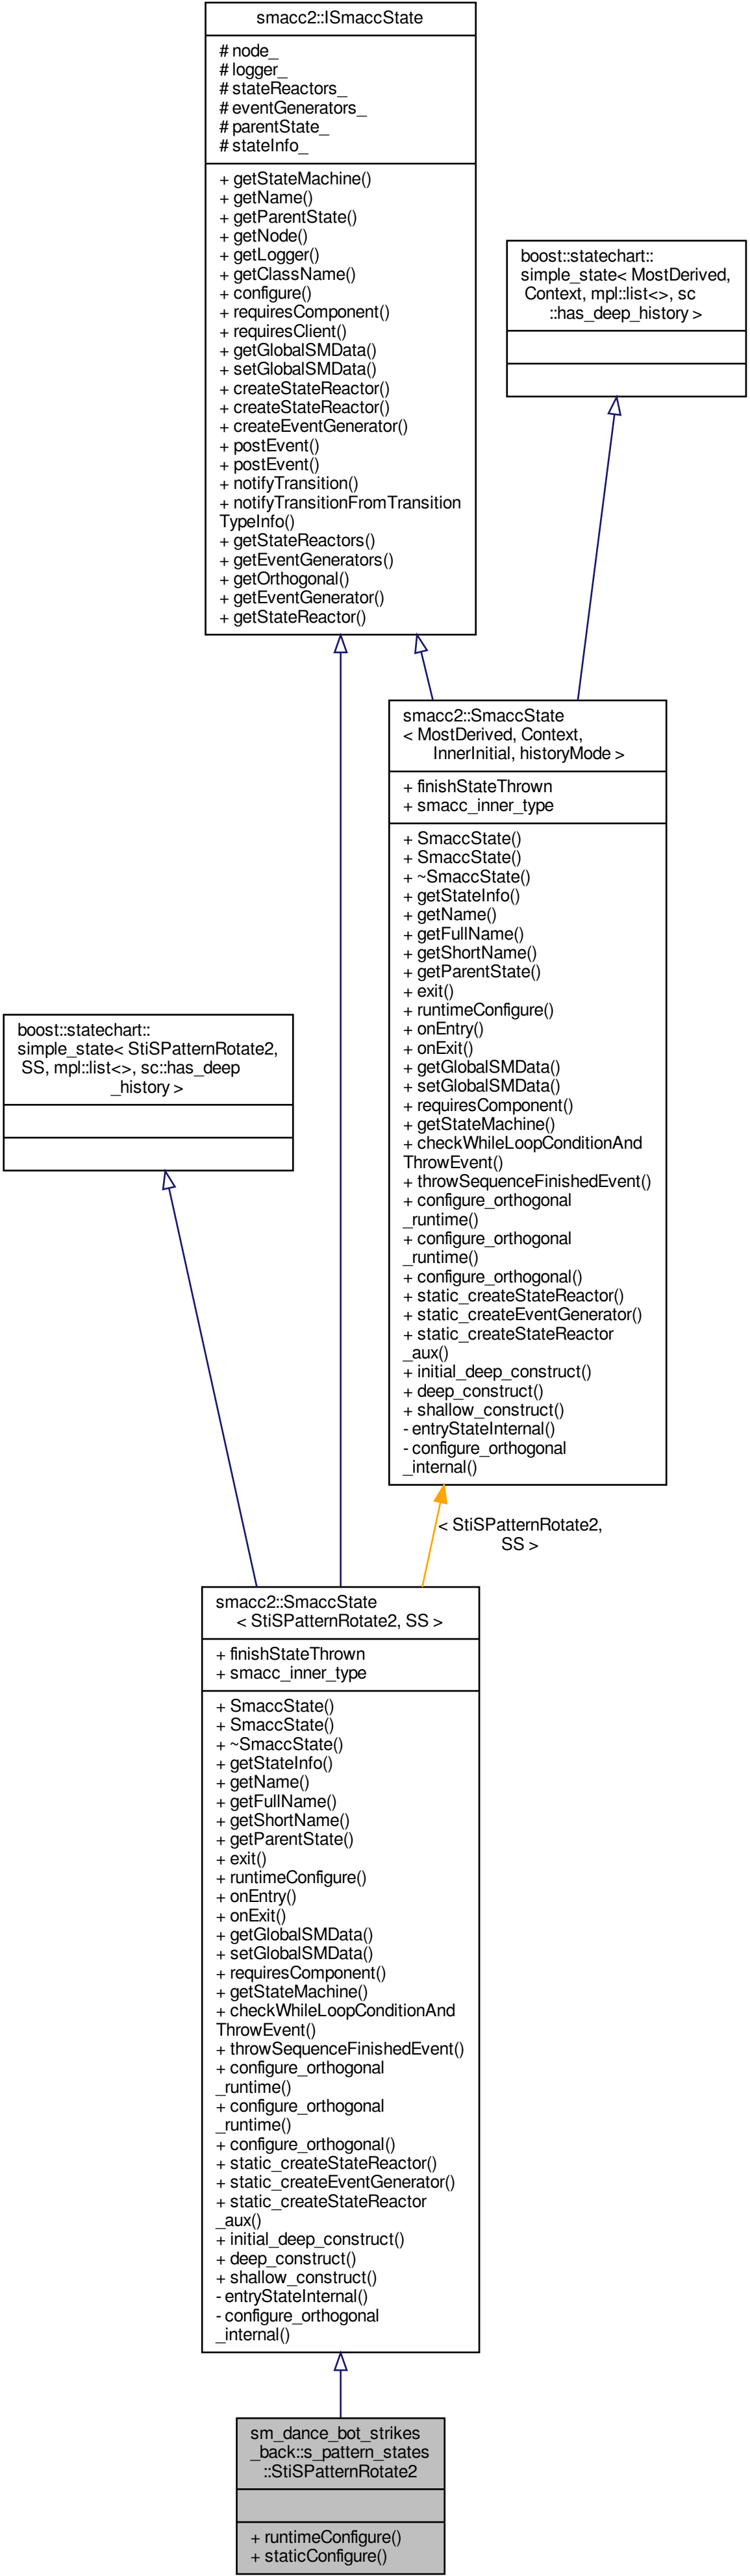 smacc2::ISmaccState
# node_
# logger_
# stateReactors_
# eventGenerators_
# parentState_
# stateInfo_
+ getStateMachine()
+ getName()
+ getParentState()
+ getNode()
+ getLogger()
+ getClassName()
+ configure()
+ requiresComponent()
+ requiresClient()
+ getGlobalSMData()
+ setGlobalSMData()
+ createStateReactor()
+ createStateReactor()
+ createEventGenerator()
+ postEvent()
+ postEvent()
+ notifyTransition()
+ notifyTransitionFromTransition
TypeInfo()
+ getStateReactors()
+ getEventGenerators()
+ getOrthogonal()
+ getEventGenerator()
+ getStateReactor()
boost::statechart::
simple_state< MostDerived,
Context, mpl::list<>, sc
::has_deep_history >
smacc2::SmaccState
< MostDerived, Context,
InnerInitial, historyMode >
+ finishStateThrown
+ smacc_inner_type
+ SmaccState()
+ SmaccState()
+ ~SmaccState()
+ getStateInfo()
+ getName()
+ getFullName()
+ getShortName()
+ getParentState()
+ exit()
+ runtimeConfigure()
+ onEntry()
+ onExit()
+ getGlobalSMData()
+ setGlobalSMData()
+ requiresComponent()
+ getStateMachine()
+ checkWhileLoopConditionAnd
ThrowEvent()
+ throwSequenceFinishedEvent()
+ configure_orthogonal
_runtime()
+ configure_orthogonal
_runtime()
+ configure_orthogonal()
+ static_createStateReactor()
+ static_createEventGenerator()
+ static_createStateReactor
_aux()
+ initial_deep_construct()
+ deep_construct()
+ shallow_construct()
- entryStateInternal()
- configure_orthogonal
_internal()
boost::statechart::
simple_state< StiSPatternRotate2,
SS, mpl::list<>, sc::has_deep
_history >
< StiSPatternRotate2,
SS >
smacc2::SmaccState
< StiSPatternRotate2, SS >
+ finishStateThrown
+ smacc_inner_type
+ SmaccState()
+ SmaccState()
+ ~SmaccState()
+ getStateInfo()
+ getName()
+ getFullName()
+ getShortName()
+ getParentState()
+ exit()
+ runtimeConfigure()
+ onEntry()
+ onExit()
+ getGlobalSMData()
+ setGlobalSMData()
+ requiresComponent()
+ getStateMachine()
+ checkWhileLoopConditionAnd
ThrowEvent()
+ throwSequenceFinishedEvent()
+ configure_orthogonal
_runtime()
+ configure_orthogonal
_runtime()
+ configure_orthogonal()
+ static_createStateReactor()
+ static_createEventGenerator()
+ static_createStateReactor
_aux()
+ initial_deep_construct()
+ deep_construct()
+ shallow_construct()
- entryStateInternal()
- configure_orthogonal
_internal()
sm_dance_bot_strikes
_back::s_pattern_states
::StiSPatternRotate2
+ runtimeConfigure()
+ staticConfigure()